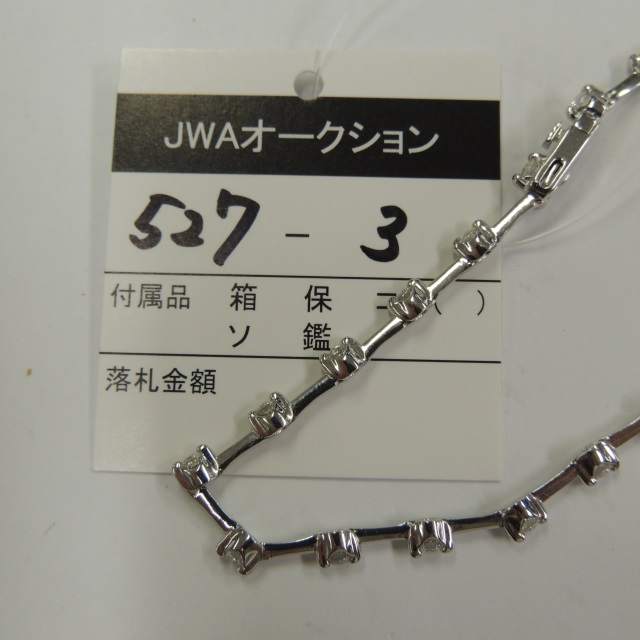 JWAオークション
527 - 3
付属品 箱 保 ( )
ソ 鑑
落札金額